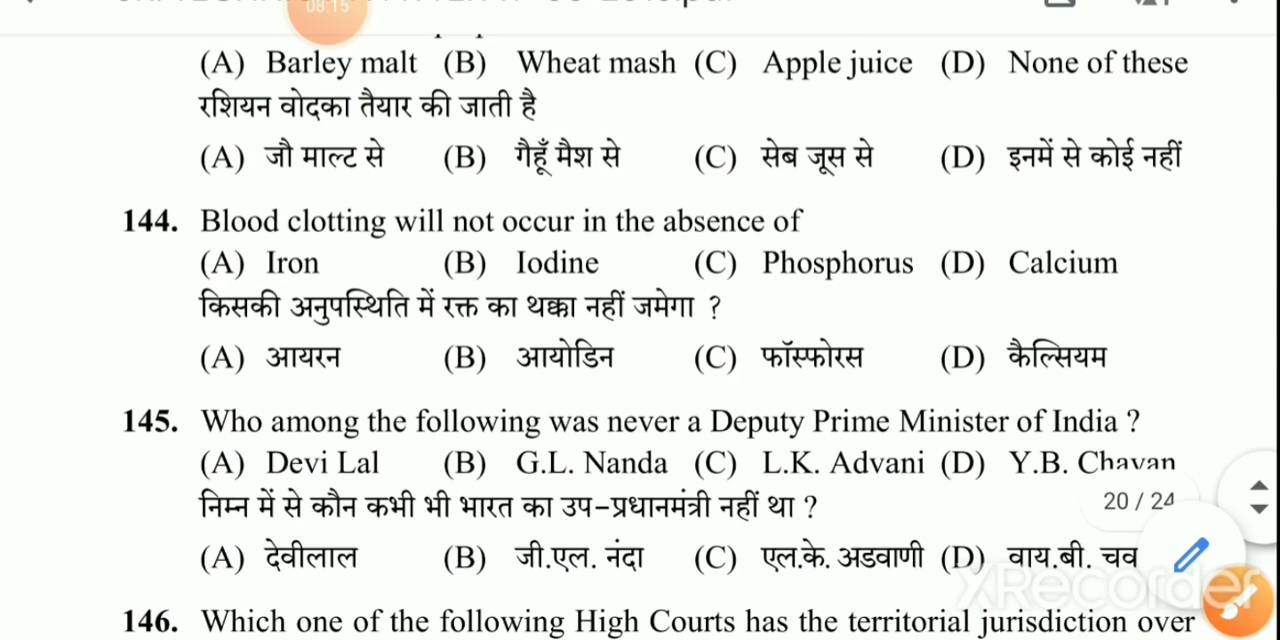 08:15
(A) Barley malt (B) Wheat mash (C) Apple juice (D) None of these
रशियन वोदका तैयार की जाती है
(A) जौ माल्ट से (B) गैहूँ मैश से (C) सेब जूस से (D) इनमें से कोई नहीं
144. Blood clotting will not occur in the absence of
(A) Iron (B) Iodine (C) Phosphorus (D) Calcium
किसकी अनुपस्थिति में रक्त का थक्का नहीं जमेगा ?
(A) आयरन (B) आयोडिन (C) फॉस्फोरस (D) कैल्सियम
145. Who among the following was never a Deputy Prime Minister of India ?
(A) Devi Lal (B) G.L. Nanda (C) L.K. Advani (D) Y.B. Chavan
निम्न में से कौन कभी भी भारत का उप-प्रधानमंत्री नहीं था ?
20 / 24
(A) देवीलाल (B) जी.एल. नंदा (C) एल.के. अडवाणी (D) वाय.बी. चव
XRecorder
146. Which one of the following High Courts has the territorial jurisdiction over